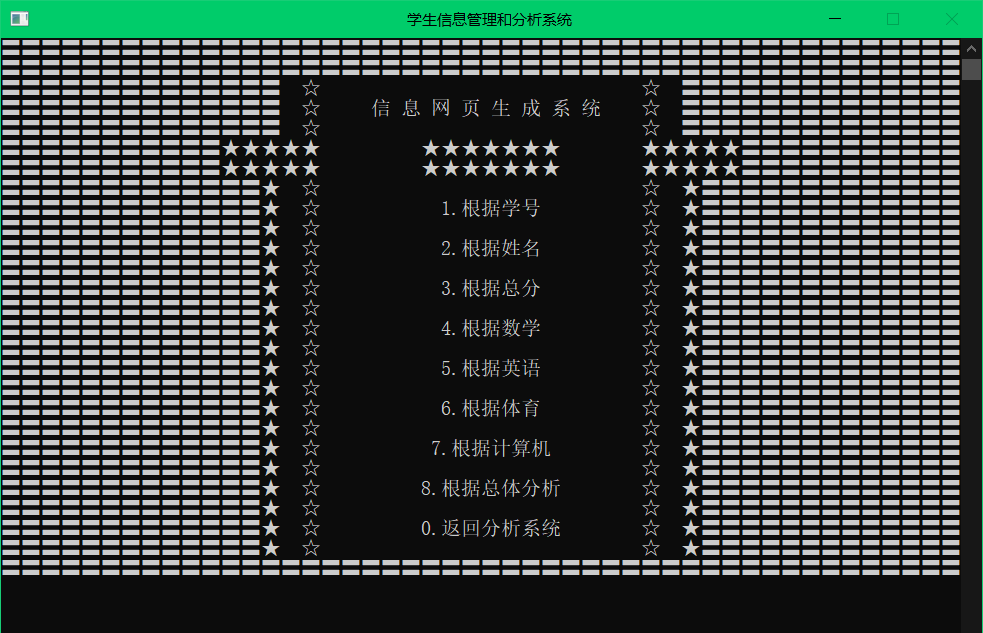 学生信息管理和分析系统
信 息 网 页 生 成 系 统
1.根据学号
2.根据姓名
3.根据总分
4.根据数学
5.根据英语
6.根据体育
7.根据计算机
8.根据总体分析
0.返回分析系统